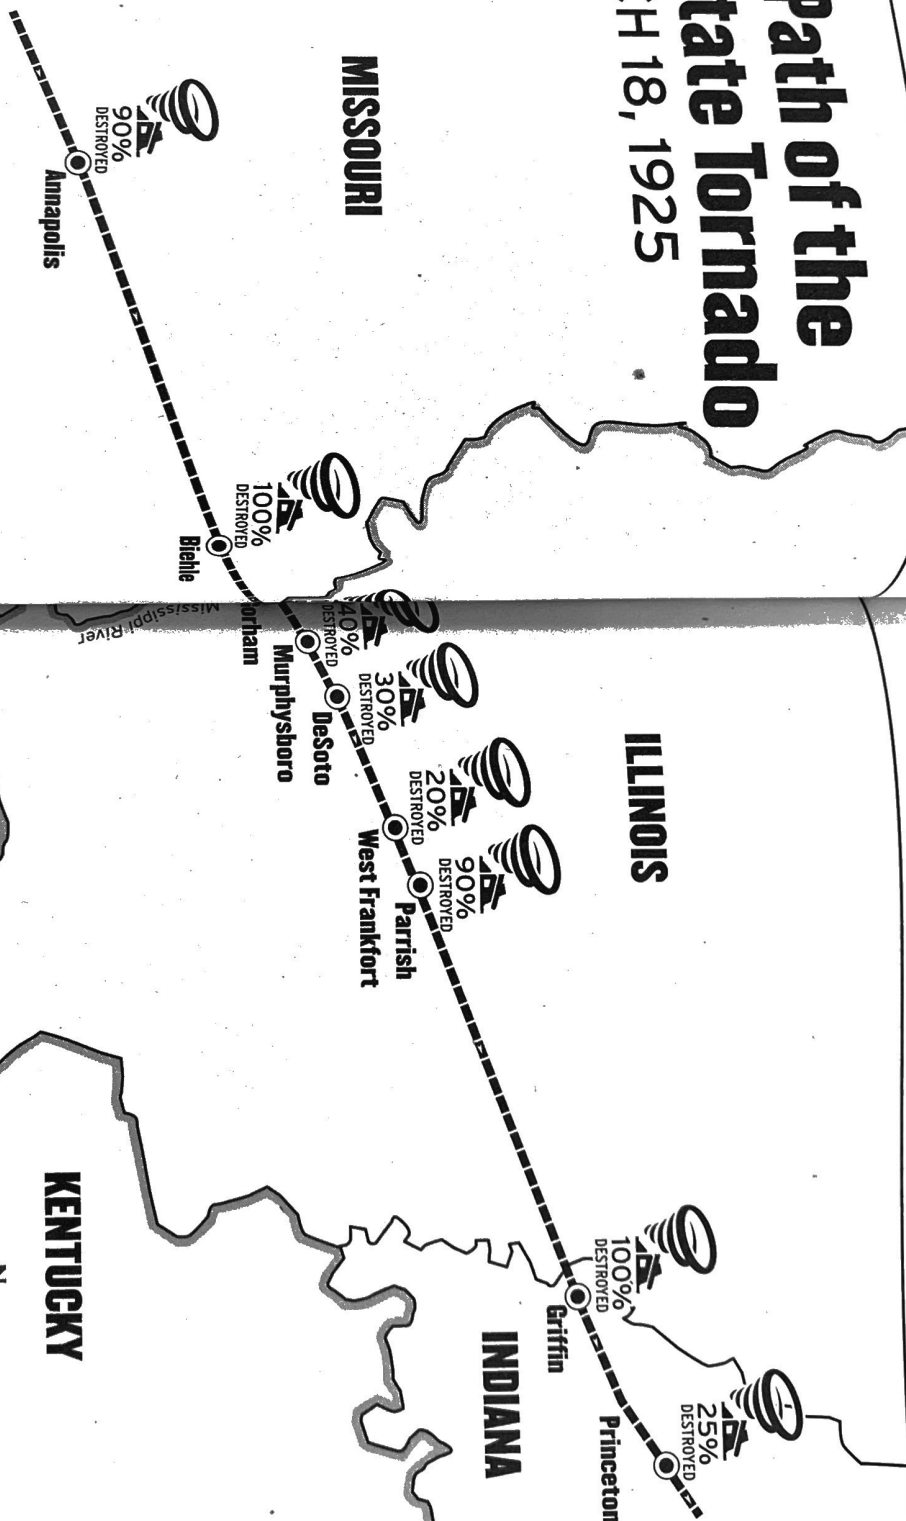 Path of the
tate Tornado
CH 18, 1925
MISSOURI
90%
DESTROYED
Annapolis
100%
DESTROYED
Biehle
Mississippi River
orham
40%
DESTROYED
Murphysboro
30%
DESTROYED
DeSoto
ILLINOIS
20%
DESTROYED
West Frankfort
90%
DESTROYED
Parrish
KENTUCKY
100%
DESTROYED
Griffin
INDIANA
25%
DESTROYED
Princeton